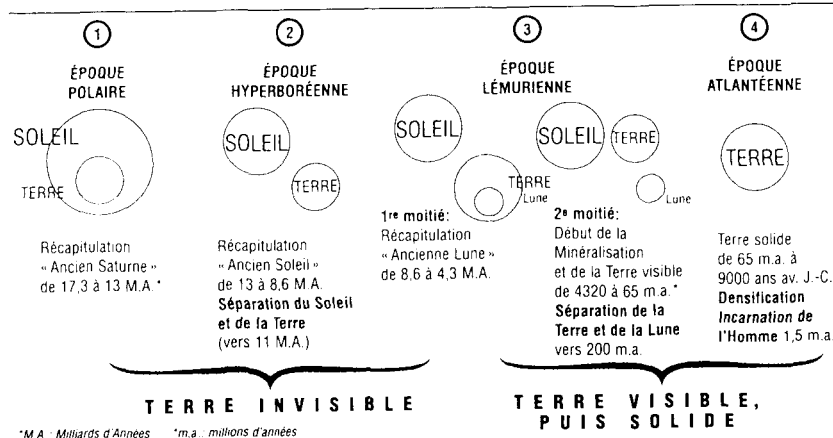 1
ÉPOQUE
POLAIRE
SOLEIL
TERRE
Récapitulation
« Ancien Saturne »
de 17,3 à 13 M.A.*
2
ÉPOQUE
HYPERBORÉENNE
SOLEIL
TERRE
Récapitulation
« Ancien Soleil »
de 13 à 8,6 M.A.
Séparation du Soleil
et de la Terre
(vers 11 M.A.)
3
ÉPOQUE
LÉMURIENNE
SOLEIL
TERRE
Lune
1re moitié:
Récapitulation
« Ancienne Lune »
de 8,6 à 4,3 M.A.
SOLEIL
TERRE
Lune
2e moitié:
Début de la
Minéralisation
et de la Terre visible
de 4320 à 65 m.a.*
Séparation de la
Terre et de la Lune
vers 200 m.a.
4
ÉPOQUE
ATLANTÉENNE
TERRE
Terre solide
de 65 m.a. à
9000 ans av. J.-C.
Densification
Incarnation de
l'Homme 1,5 m.a.
TERRE INVISIBLE
TERRE VISIBLE,
PUIS SOLIDE
*M.A.: Milliards d'Années *m.a.: millions d'années